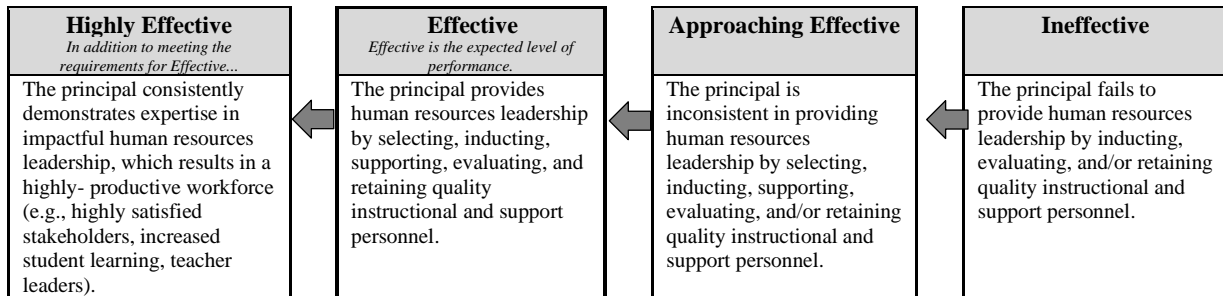 Highly Effective
In addition to meeting the
requirements for Effective...
The principal consistently
demonstrates expertise in
impactful human resources
leadership, which results in a
highly- productive workforce
(e.g., highly satisfied
stakeholders, increased
student learning, teacher
leaders).
Effective
Effective is the expected level of
performance.
The principal provides
human resources leadership
by selecting, inducting,
supporting, evaluating, and
retaining quality
instructional and support
personnel.
Approaching Effective
The principal is
inconsistent in providing
human resources
leadership by selecting,
inducting, supporting,
evaluating, and/or retaining
quality instructional and
support personnel.
Ineffective
The principal fails to
provide human resources
leadership by inducting,
evaluating, and/or retaining
quality instructional and
support personnel.